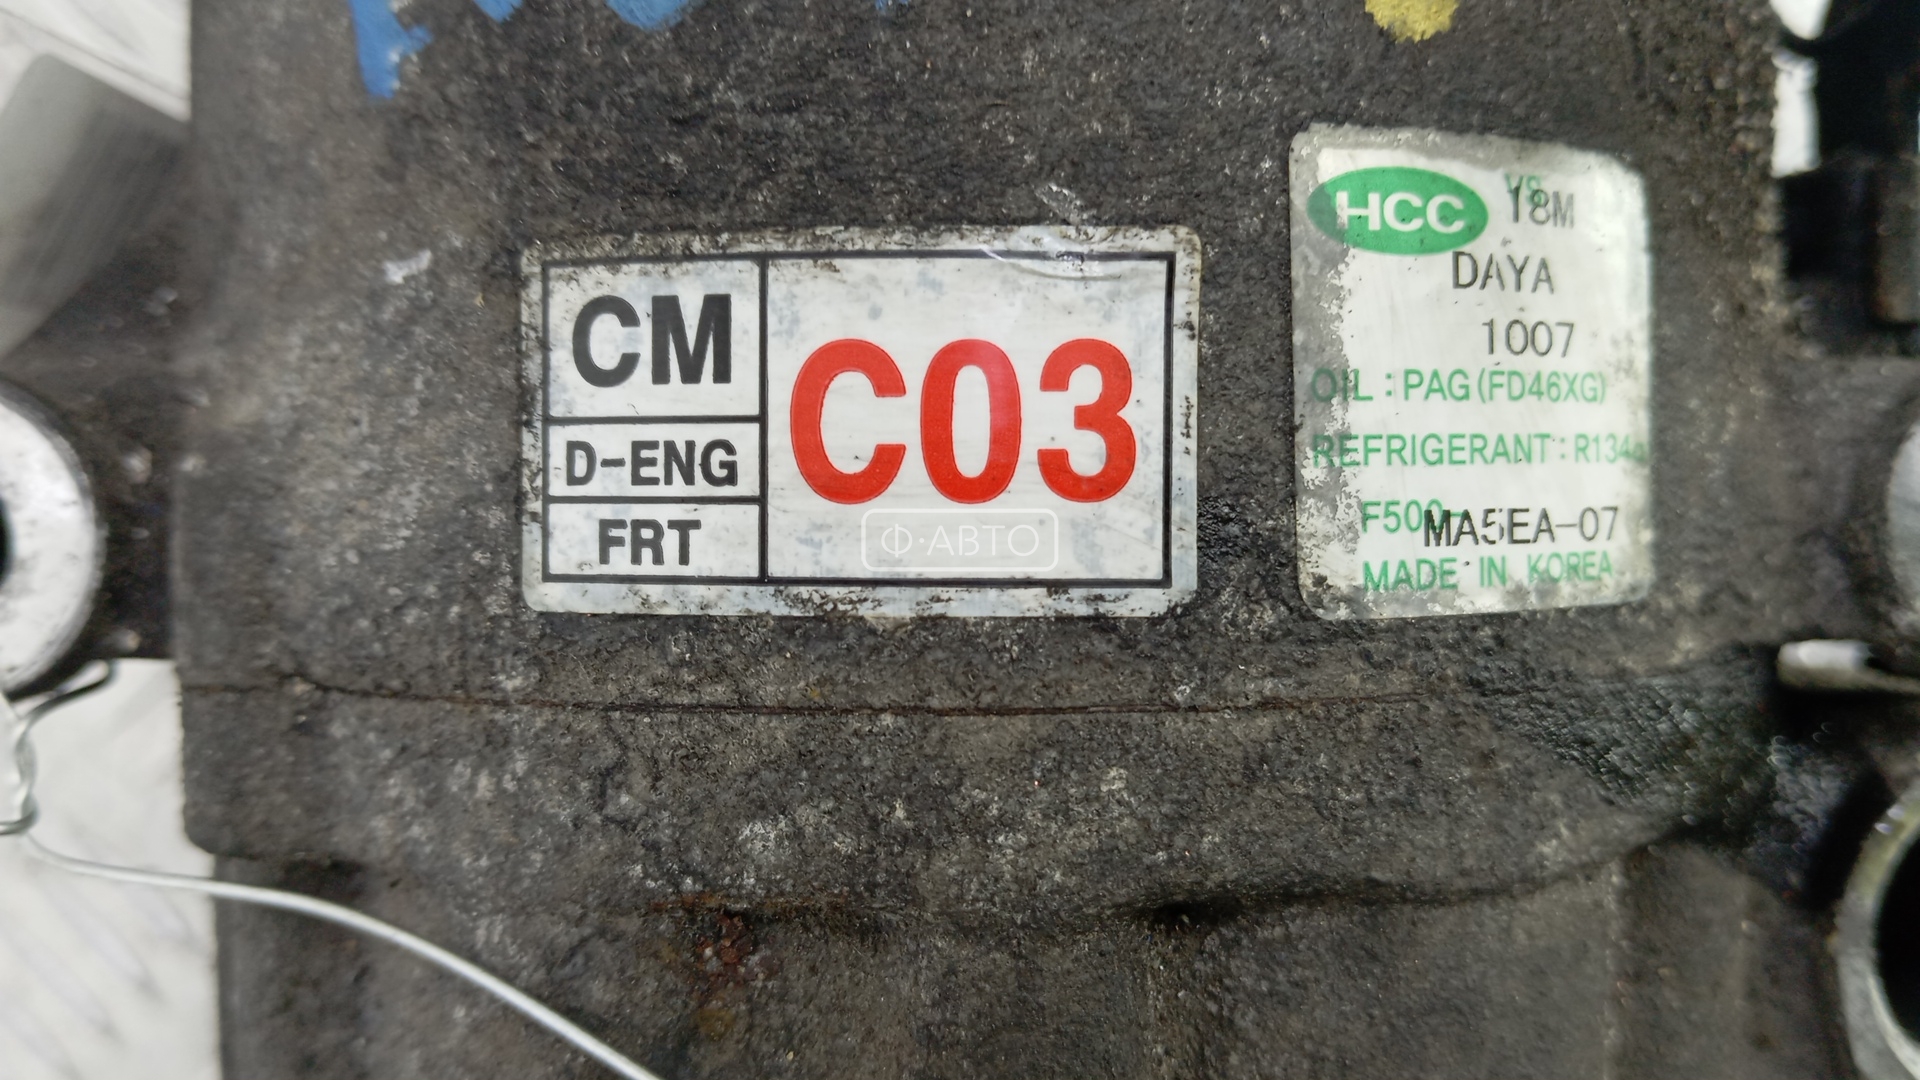 CM
D-ENG
FRT
C03
Ф·АВТО
HCC
18M
DAYA
1007
OIL : PAG (FD46XG)
REFRIGERANT : R134a
F500-
MA5EA-07
MADE IN KOREA